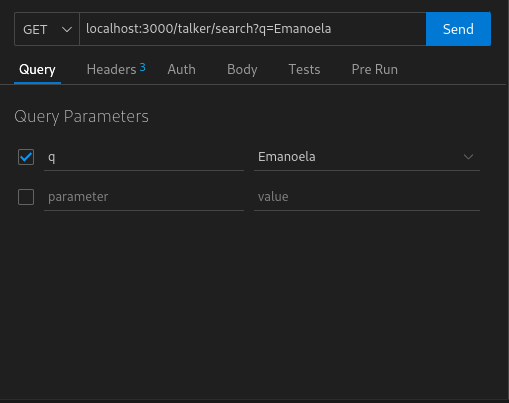 GET localhost:3000/talker/search?q=Emanoela Send
Query Headers 3 Auth Body Tests Pre Run
Query Parameters
q Emanoela
parameter value